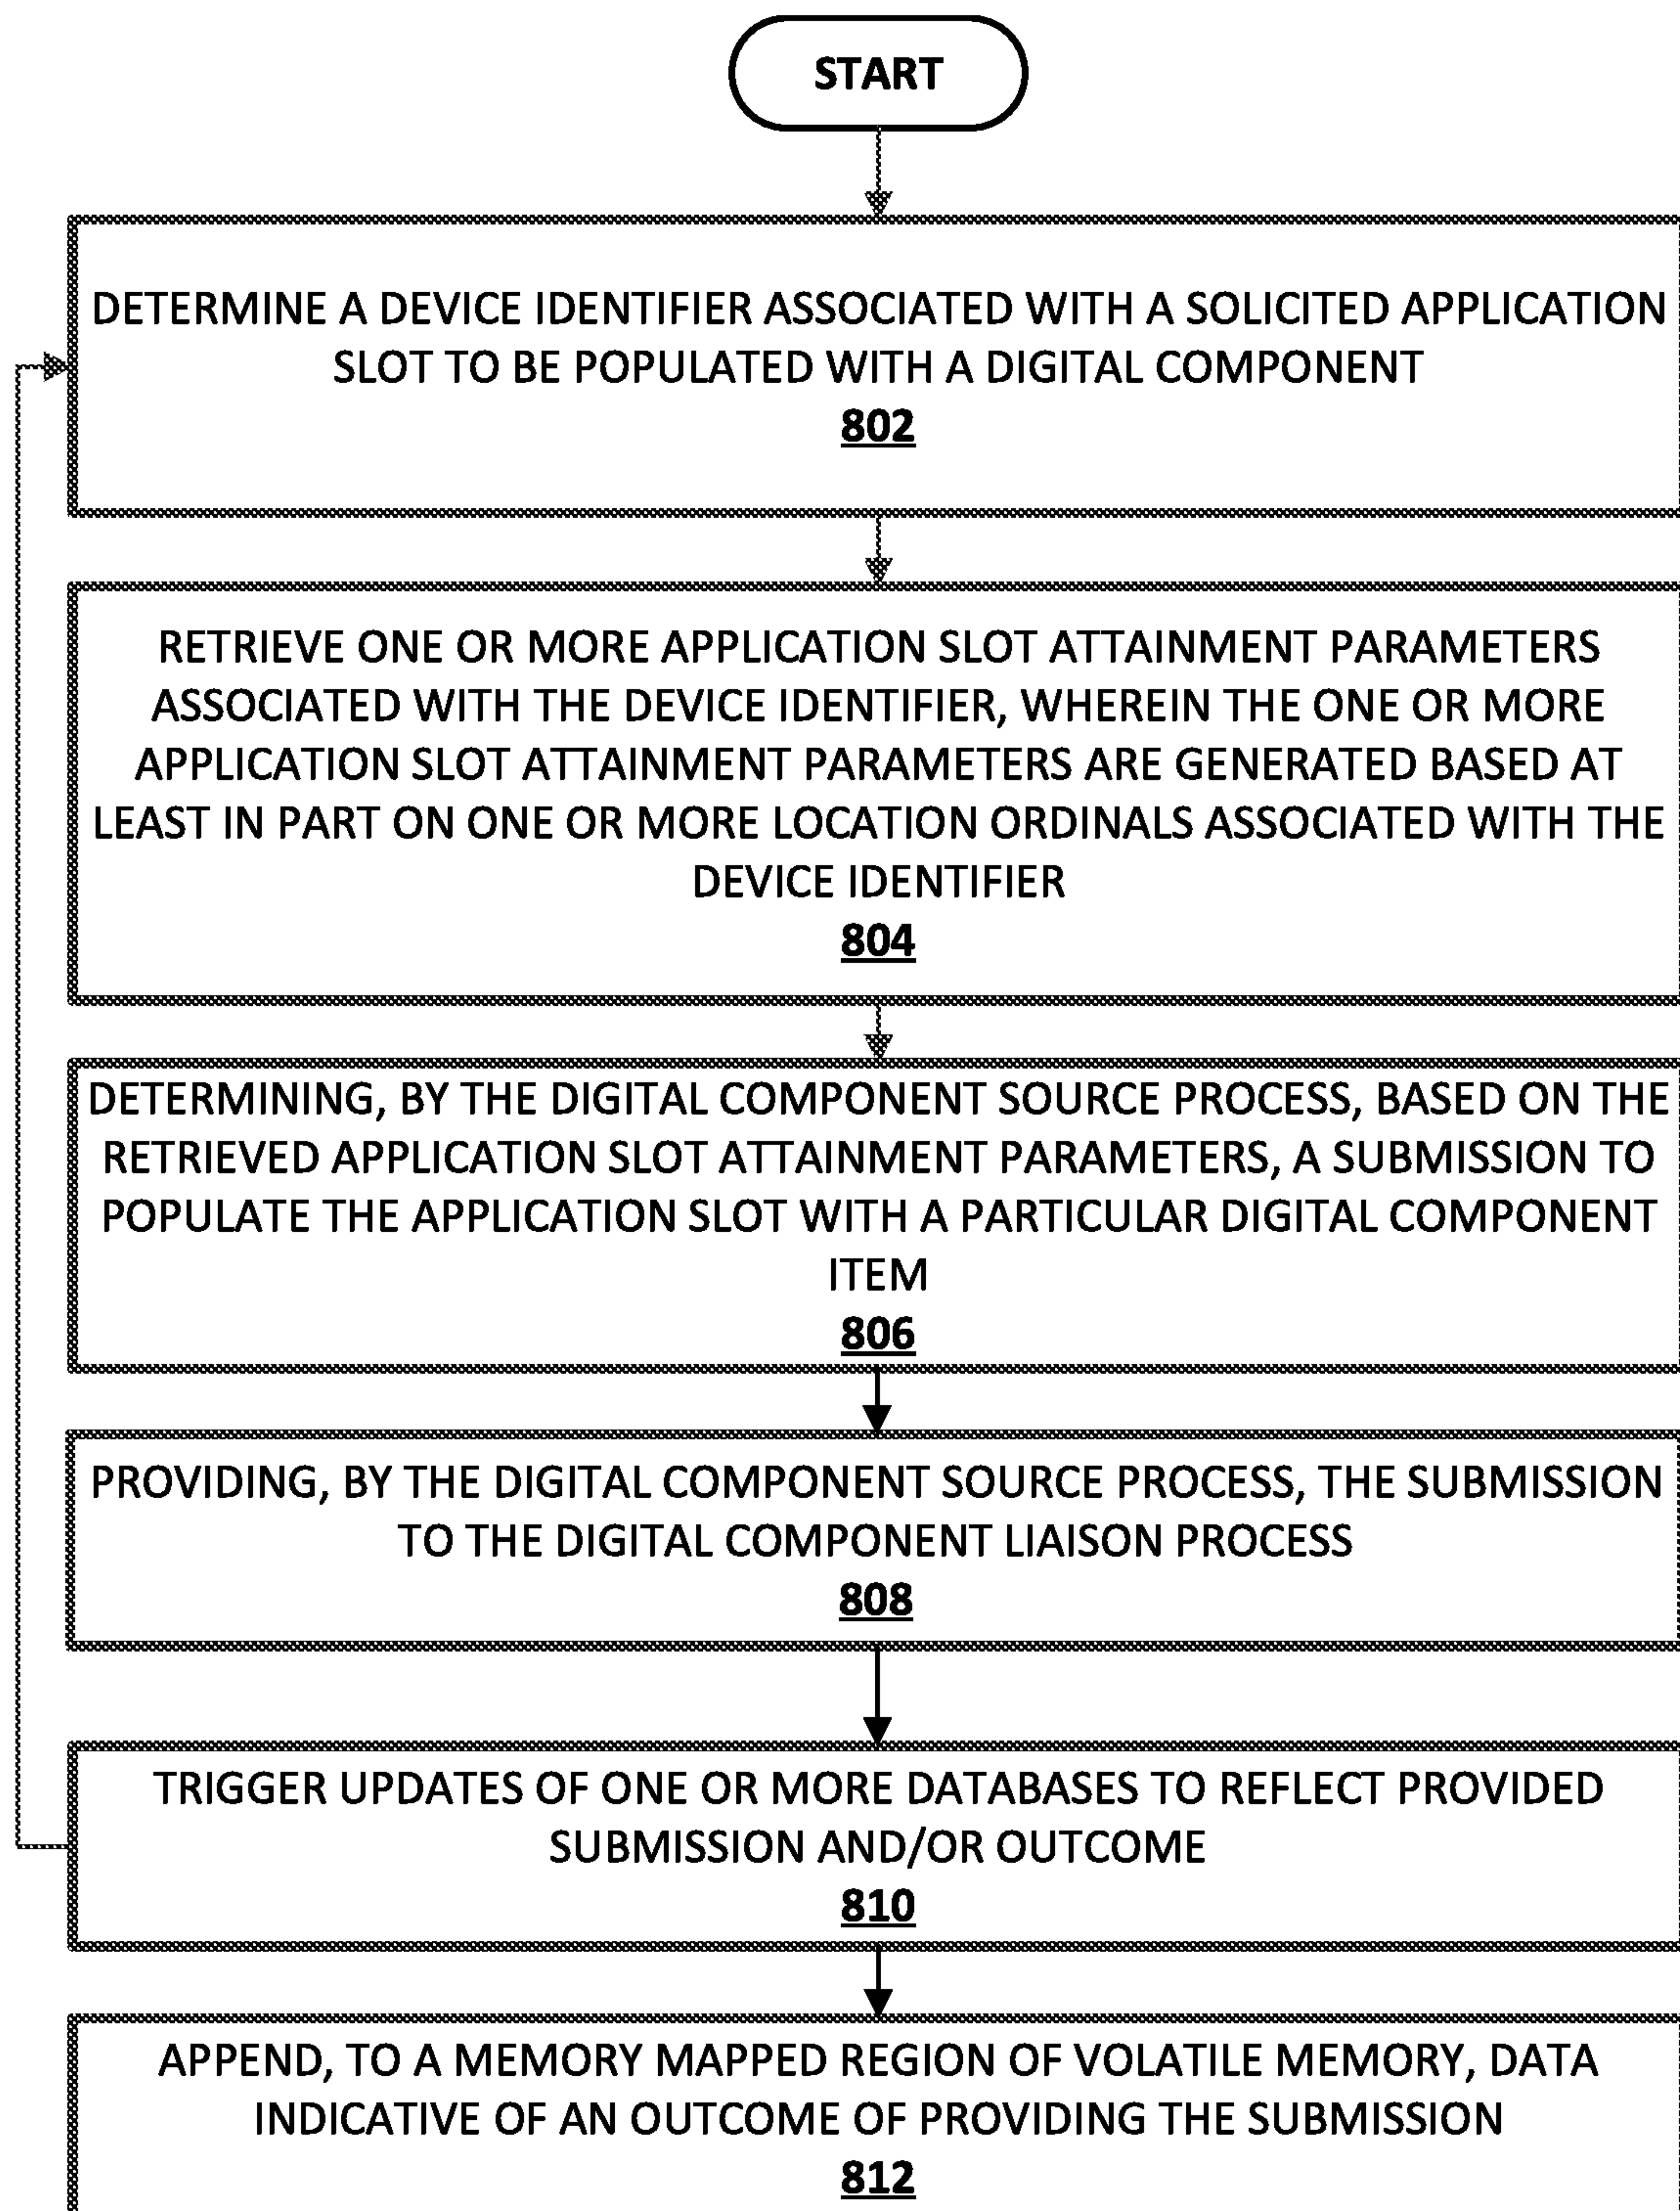 START
DETERMINE A DEVICE IDENTIFIER ASSOCIATED WITH A SOLICITED APPLICATION
SLOT TO BE POPULATED WITH A DIGITAL COMPONENT
802
RETRIEVE ONE OR MORE APPLICATION SLOT ATTAINMENT PARAMETERS
ASSOCIATED WITH THE DEVICE IDENTIFIER, WHEREIN THE ONE OR MORE
APPLICATION SLOT ATTAINMENT PARAMETERS ARE GENERATED BASED AT
LEAST IN PART ON ONE OR MORE LOCATION ORDINALS ASSOCIATED WITH THE
DEVICE IDENTIFIER
804
DETERMINING, BY THE DIGITAL COMPONENT SOURCE PROCESS, BASED ON THE
RETRIEVED APPLICATION SLOT ATTAINMENT PARAMETERS, A SUBMISSION TO
POPULATE THE APPLICATION SLOT WITH A PARTICULAR DIGITAL COMPONENT
ITEM
806
PROVIDING, BY THE DIGITAL COMPONENT SOURCE PROCESS, THE SUBMISSION
TO THE DIGITAL COMPONENT LIAISON PROCESS
808
TRIGGER UPDATES OF ONE OR MORE DATABASES TO REFLECT PROVIDED
SUBMISSION AND/OR OUTCOME
810
APPEND, TO A MEMORY MAPPED REGION OF VOLATILE MEMORY, DATA
INDICATIVE OF AN OUTCOME OF PROVIDING THE SUBMISSION
812